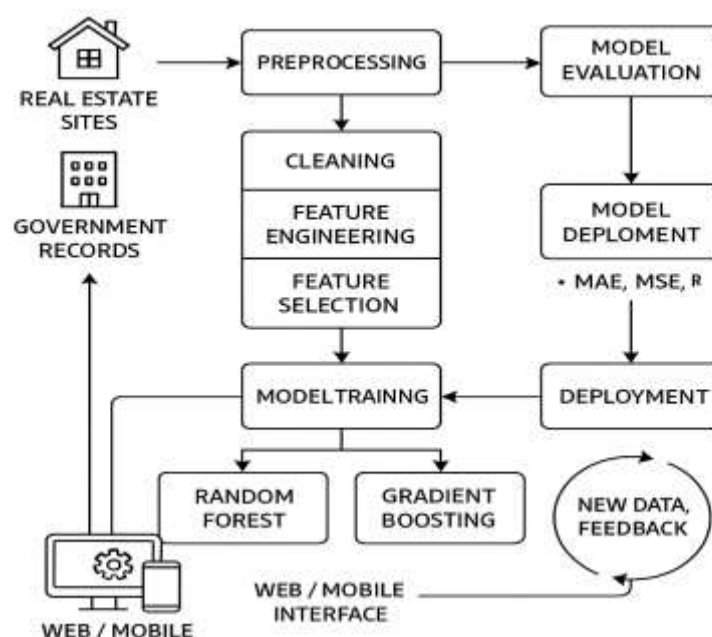 REAL ESTATE
SITES
GOVERNMENT
RECORDS
PREPROCESSING
CLEANING
FEATURE
ENGINEERING
FEATURE
SELECTION
MODELTRAINNG
RANDOM
FOREST
GRADIENT
BOOSTING
MODEL
EVALUATION
MODEL
DEPLOMENT
• MAE, MSE, R
DEPLOYMENT
NEW DATA,
FEEDBACK
WEB / MOBILE
INTERFACE
WEB / MOBILE